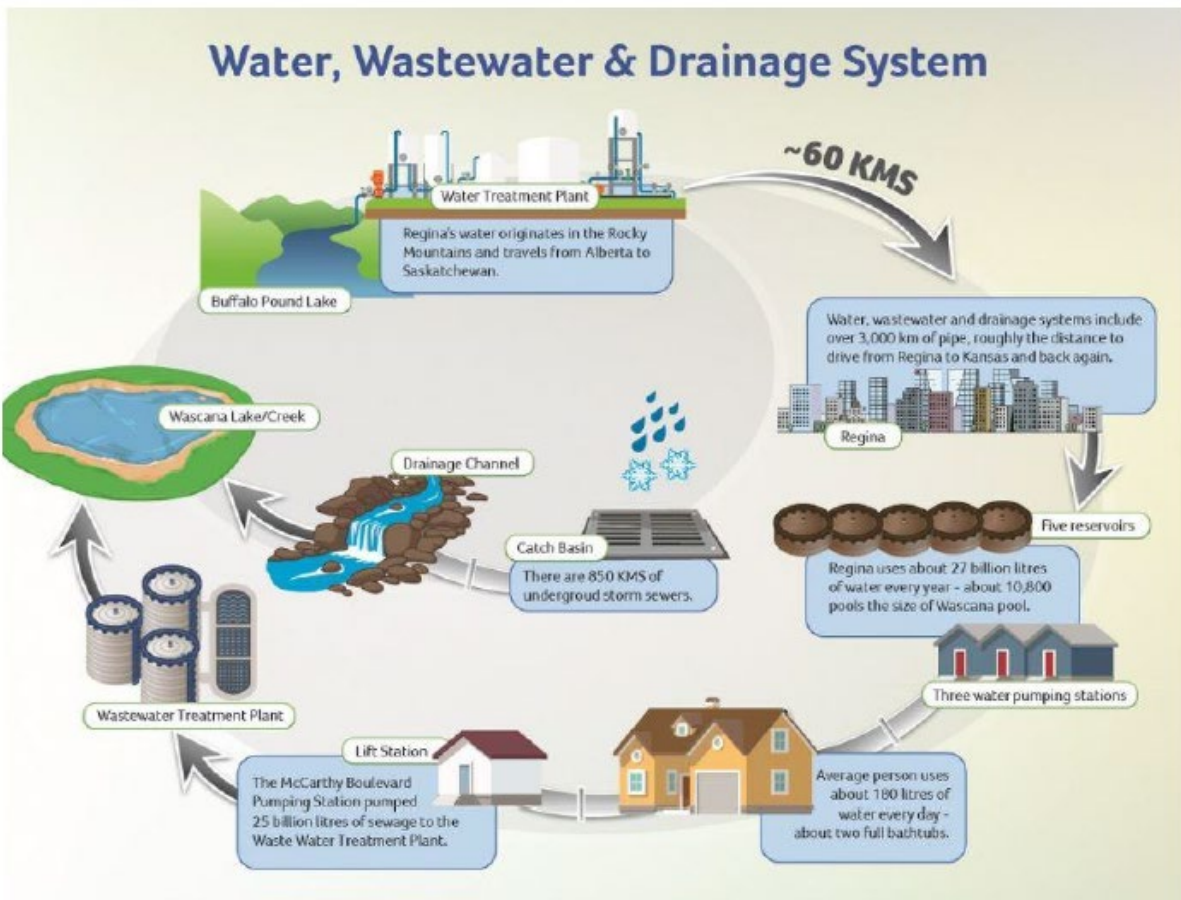 Water, Wastewater & Drainage System
~60 KMS
Water Treatment Plant
Regina's water originates in the Rocky
Mountains and travels from Alberta to
Saskatchewan.
Buffalo Pound Lake
Water, wastewater and drainage systems include
over 3,000 km of pipe, roughly the distance to
drive from Regina to Kansas and back again.
Regina
Wascana Lake/Creek
Drainage Channel
Catch Basin
There are 850 KMS of
undergroud storm sewers.
Five reservoirs
Regina uses about 27 billion litres
of water every year - about 10,800
pools the size of Wascana pool.
Three water pumping stations
Wastewater Treatment Plant
Lift Station
The McCarthy Boulevard
Pumping Station pumped
25 billion litres of sewage to the
Waste Water Treatment Plant.
Average person uses
about 180 litres of
water every day -
about two full bathtubs.